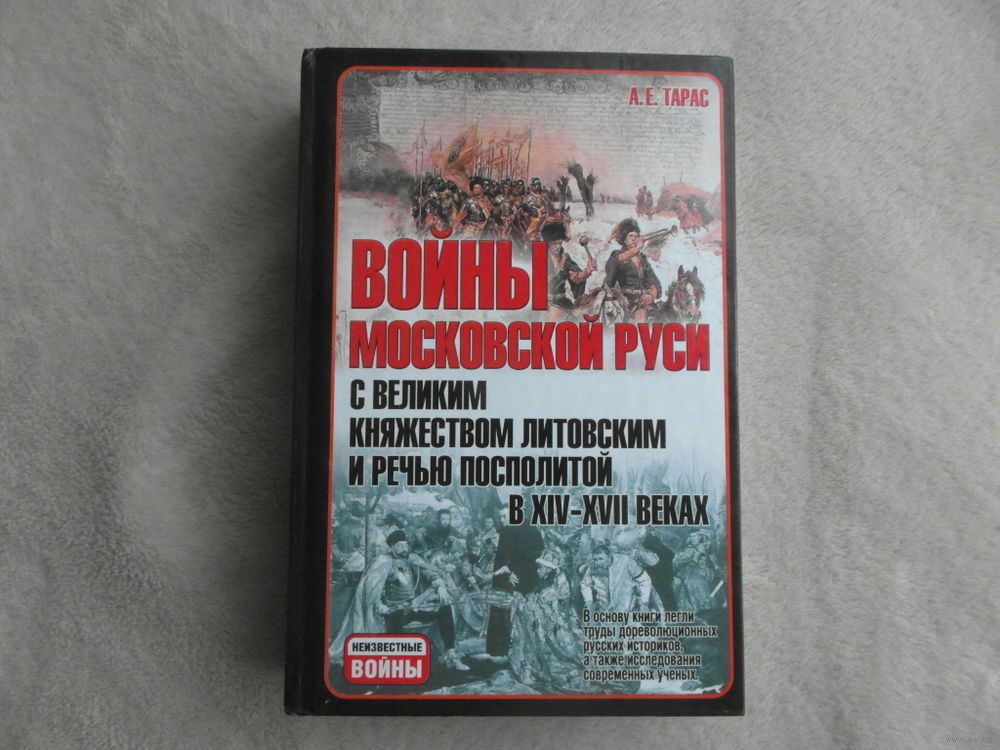 А.Е. ТАРАС
ВОЙНЫ
МОСКОВСКОЙ РУСИ
С ВЕЛИКИМ
КНЯЖЕСТВОМ ЛИТОВСКИМ
И РЕЧЬЮ ПОСПОЛИТОЙ
В XIV–XVII ВЕКАХ
В основу книги легли
труды дореволюционных
русских историков,
а также исследования
современных ученых.
НЕИЗВЕСТНЫЕ
ВОЙНЫ